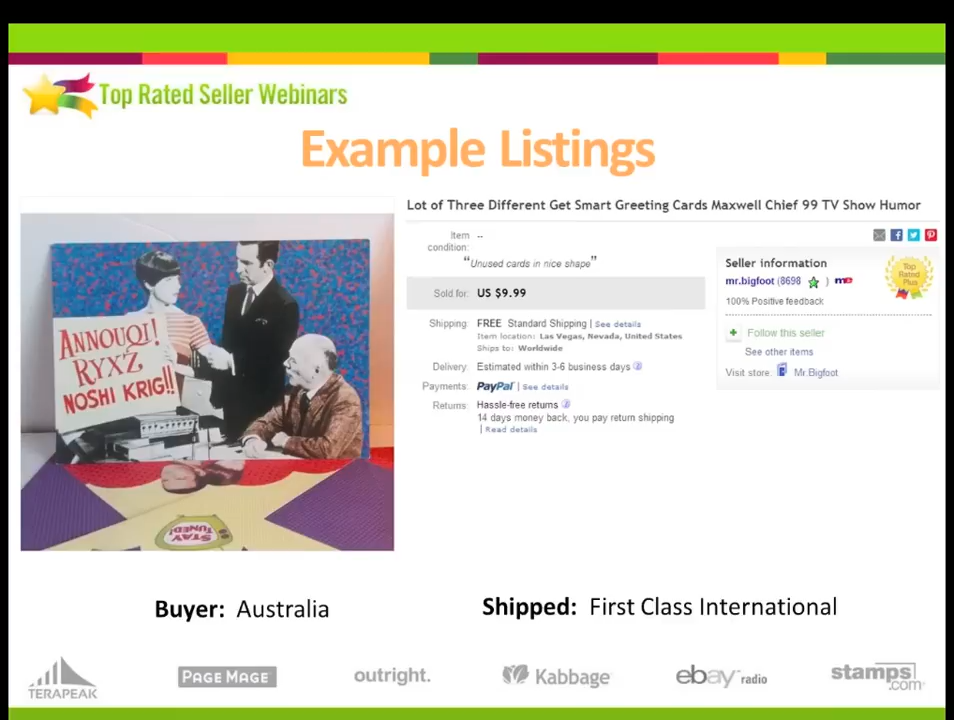 Top Rated Seller Webinars
Example Listings
Lot of Three Different Get Smart Greeting Cards Maxwell Chief 99 TV Show Humor
Item condition: --
"Unused cards in nice shape"
Sold for: US $9.99
Shipping: FREE Standard Shipping | See details
Item location: Las Vegas, Nevada, United States
Ships to: Worldwide
Delivery: Estimated within 3-6 business days
Payments: PayPal | See details
Returns: Hassle-free returns
14 days money back, you pay return shipping
| Read details
Seller information
mr.bigfoot (8698 ) me
100% Positive feedback
Top
Rated
Plus
+ Follow this seller
See other items
Visit store: Mr.Bigfoot
ANNOUQI!
RYXZ
NOSHI KRIG!!
STAY
TUNED!
Buyer: Australia
Shipped: First Class International
TERAPEAK
PAGE MAGE
outright.
Kabbage
ebay radio
stamps
.com